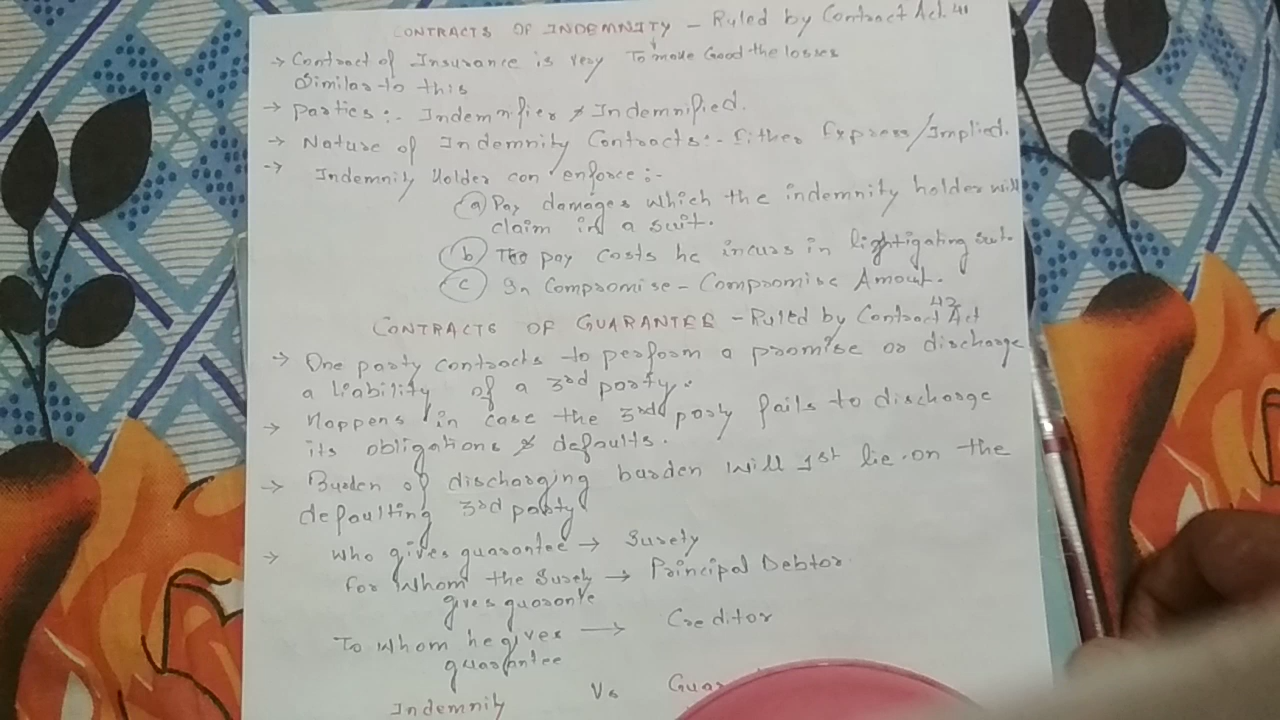 CONTRACTS OF INDEMNITY - Ruled by Contract Act 41
→ Contract of Insurance is very To make Good the losses
Similar to this
→ Parties :- Indemnifier & Indemnified.
→ Nature of Indemnity Contracts :- Either Express/Implied.
→ Indemnity Holder can enforce :-
(a) Pay damages which the indemnity holder will
claim in a suit.
(b) To pay costs he incurs in lightigating suit.
(c) In Compromise - Compromise Amount.
CONTRACTS OF GUARANTEE - Ruled by Contract 42 Act
→ One party contracts to perform a promise or discharge
a liability of a 3rd party.
→ Happens in case the 3rd party fails to discharge
its obligations & defaults.
→ Burden of discharging burden will 1st lie on the
defaulting 3rd party
→ Who gives guarantee → Surety
For Whom the Surety → Principal Debtor
gives guarante
To whom he gives → Creditor
guarantee
Indemnity Vs